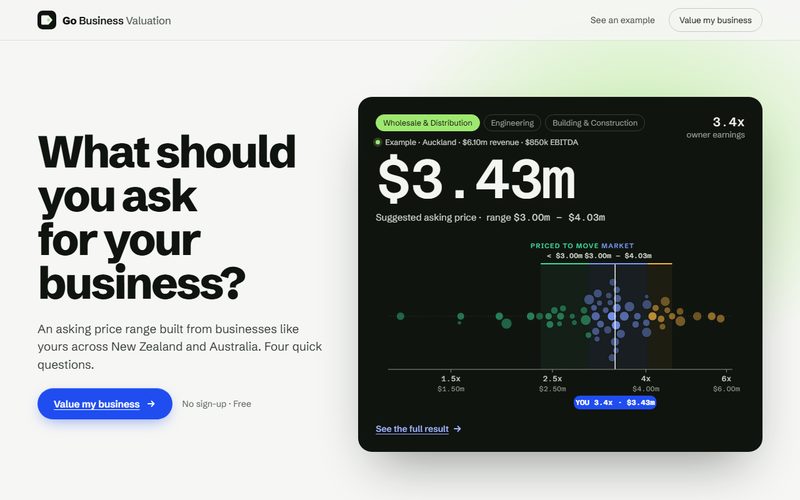 Go Business Valuation
See an example
Value my business
What should
you ask
for your
business?
An asking price range built from businesses like
yours across New Zealand and Australia. Four quick
questions.
Value my business →
No sign-up · Free
Wholesale & Distribution
Engineering
Building & Construction
3.4x
owner earnings
Example · Auckland · $6.10m revenue · $850k EBITDA
$3.43m
Suggested asking price · range $3.00m – $4.03m
PRICED TO MOVE MARKET
< $3.00m $3.00m – $4.03m
1.5x 2.5x 4x 6x
$1.50m $2.50m $4.00m $6.00m
YOU 3.4x · $3.43m
See the full result →